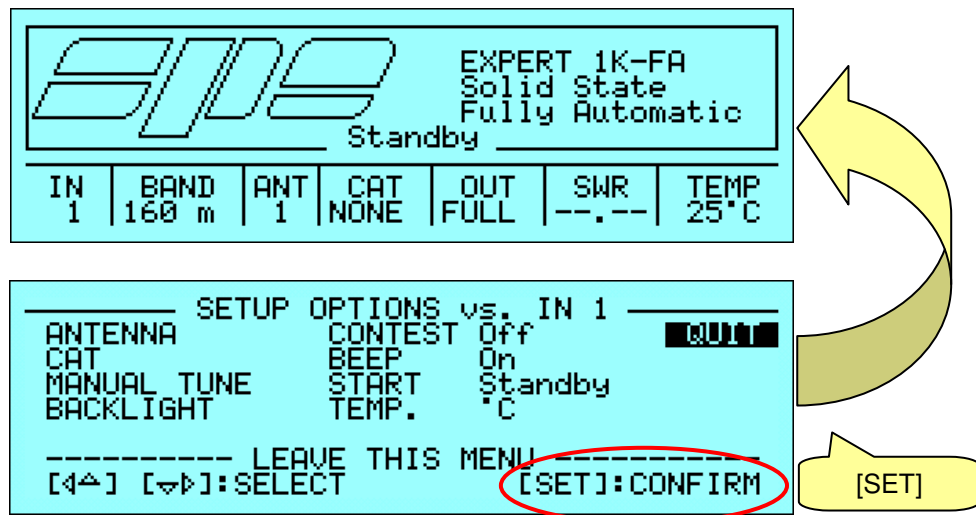 spe
EXPERT 1K-FA
Solid State
Fully Automatic
Standby
IN BAND ANT CAT OUT SWR TEMP
1 160 m 1 NONE FULL --.-- 25°C
SETUP OPTIONS vs. IN 1
ANTENNA CONTEST Off QUIT
CAT BEEP On
MANUAL TUNE START Standby
BACKLIGHT TEMP. °C
---------- LEAVE THIS MENU -----------
[◁△] [▽▷]:SELECT [SET]:CONFIRM
[SET]